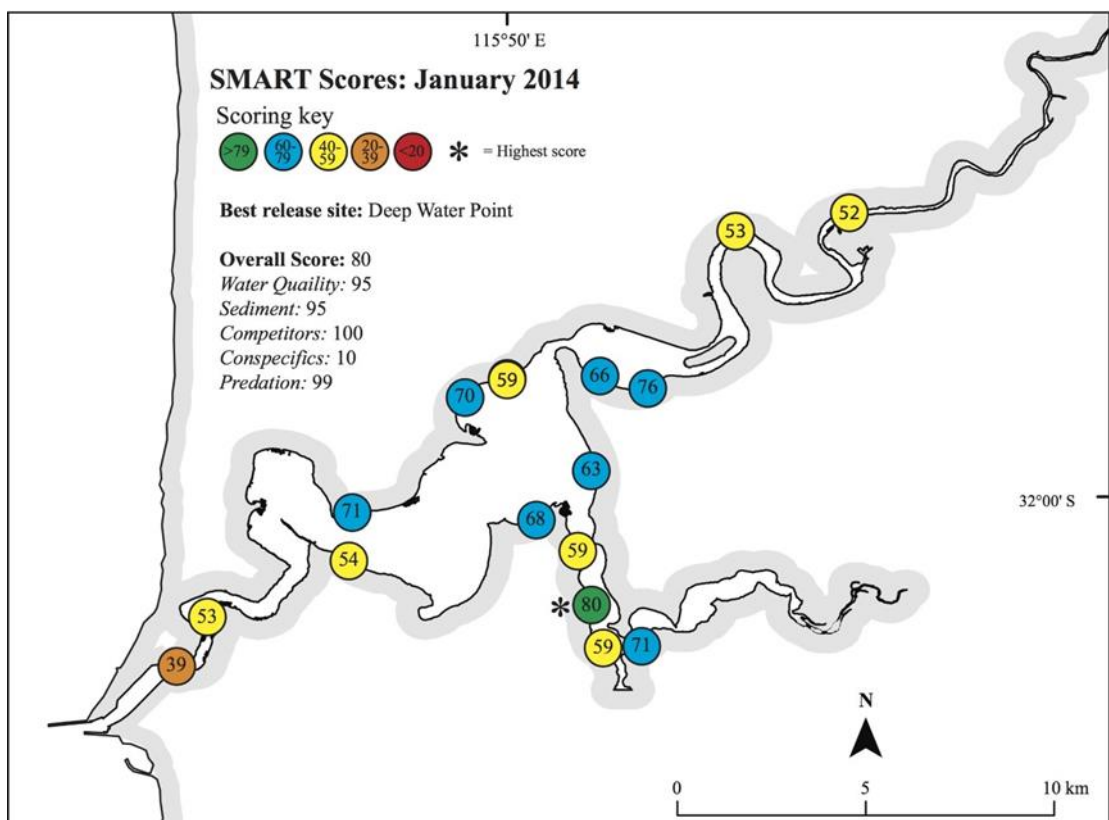 115°50' E
SMART Scores: January 2014
Scoring key
>79
60-
79
40-
59
20-
39
<20
* = Highest score
Best release site: Deep Water Point
Overall Score: 80
Water Quaility: 95
Sediment: 95
Competitors: 100
Conspecifics: 10
Predation: 99
52
53
59
66
76
70
63
32°00' S
71
68
54
59
* 80
53
59
71
39
N
0 5 10 km